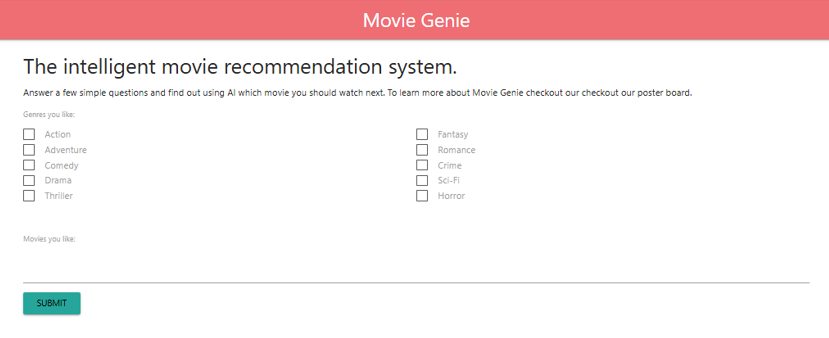 Movie Genie
The intelligent movie recommendation system.
Answer a few simple questions and find out using AI which movie you should watch next. To learn more about Movie Genie checkout our checkout our poster board.
Genres you like:
Action
Adventure
Comedy
Drama
Thriller
Fantasy
Romance
Crime
Sci-Fi
Horror
Movies you like:
SUBMIT